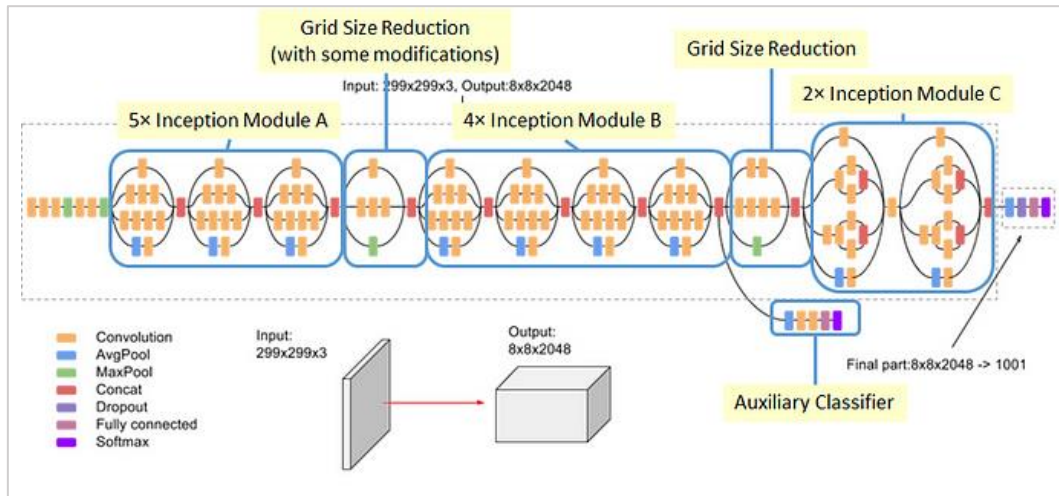 Grid Size Reduction
(with some modifications)
Grid Size Reduction
Input: 299x299x3, Output:8x8x2048
2× Inception Module C
5× Inception Module A
4× Inception Module B
Convolution
AvgPool
MaxPool
Concat
Dropout
Fully connected
Softmax
Input:
299x299x3
Output:
8x8x2048
Final part:8x8x2048 -> 1001
Auxiliary Classifier